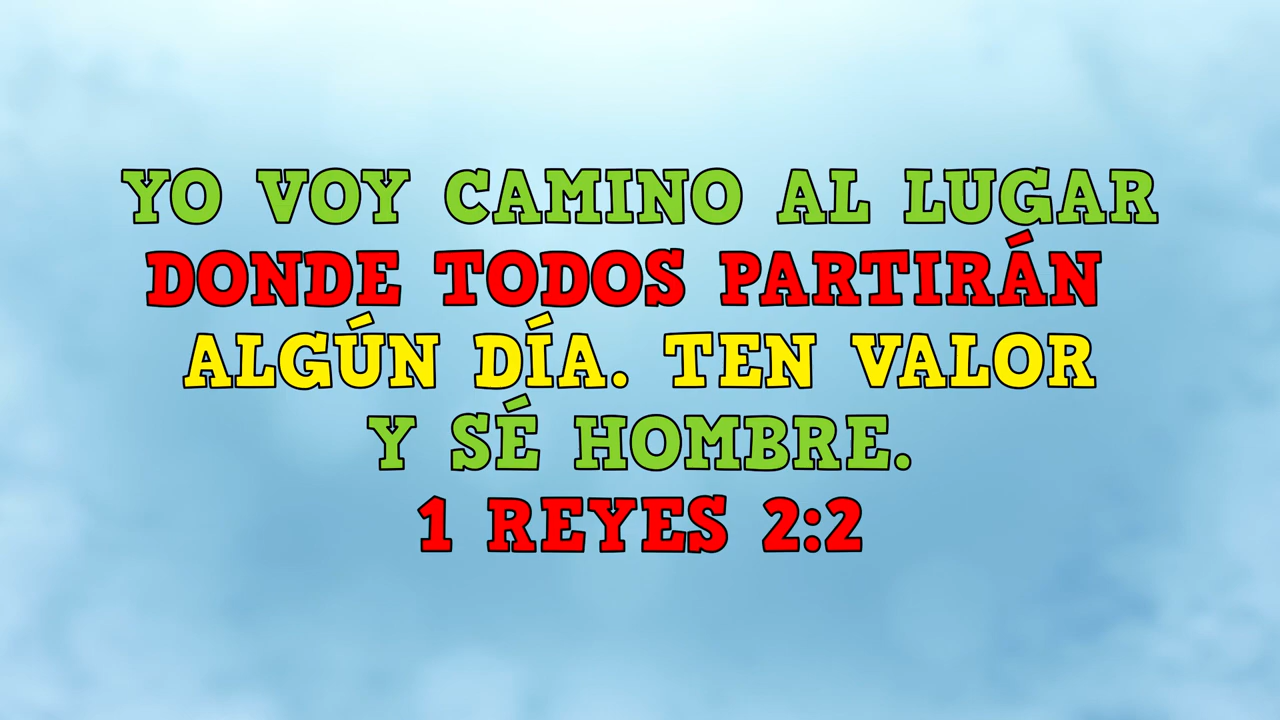 YO VOY CAMINO AL LUGAR
DONDE TODOS PARTIRÁN
ALGÚN DÍA. TEN VALOR
Y SÉ HOMBRE.
1 REYES 2:2